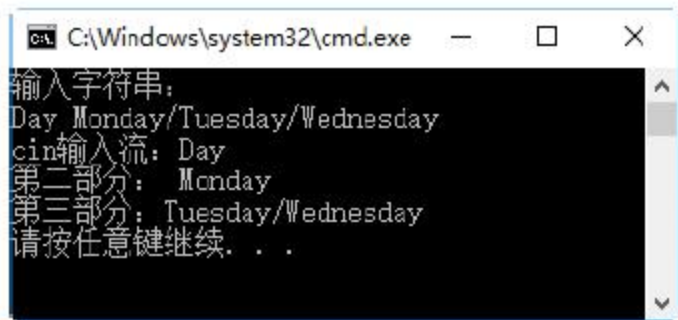 C:\Windows\system32\cmd.exe
输入字符串：
Day Monday/Tuesday/Wednesday
cin输入流：Day
第二部分： Monday
第三部分：Tuesday/Wednesday
请按任意键继续. . .